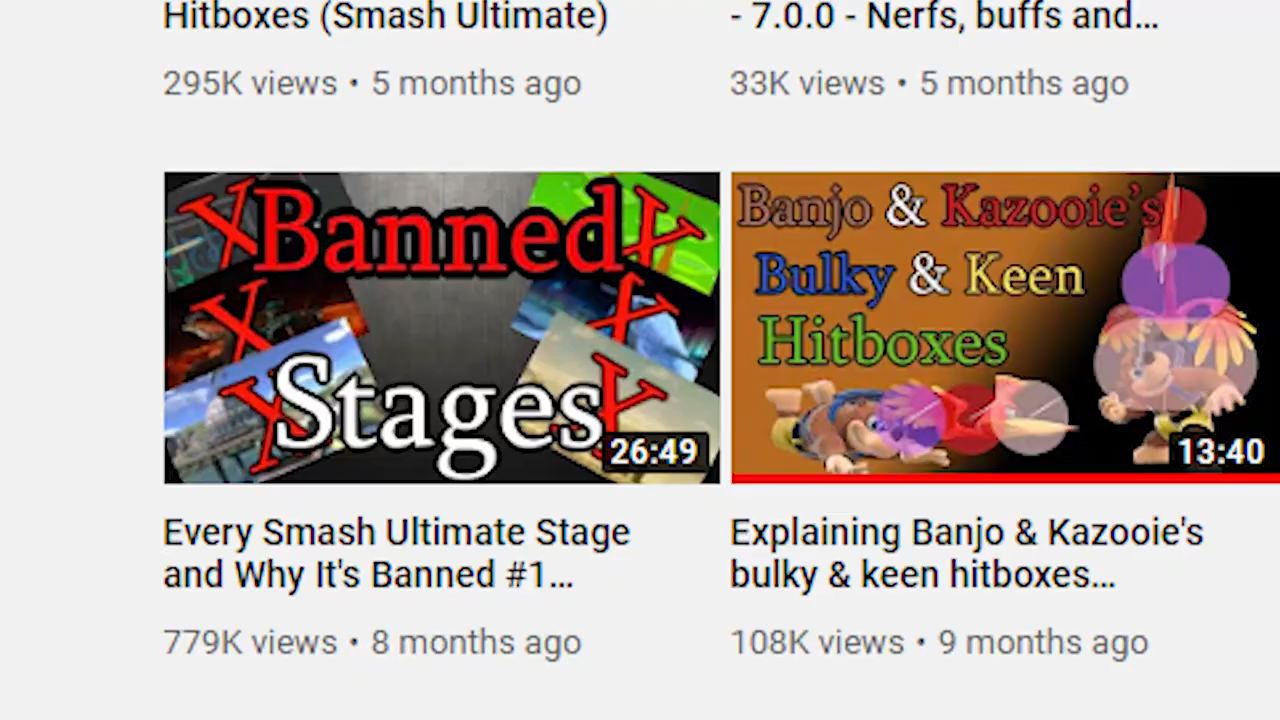 Hitboxes (Smash Ultimate)
295K views • 5 months ago
- 7.0.0 - Nerfs, buffs and…
33K views • 5 months ago
Banned
Stages
26:49
Every Smash Ultimate Stage
and Why It's Banned #1…
779K views • 8 months ago
Banjo & Kazooie's
Bulky & Keen
Hitboxes
13:40
Explaining Banjo & Kazooie's
bulky & keen hitboxes…
108K views • 9 months ago